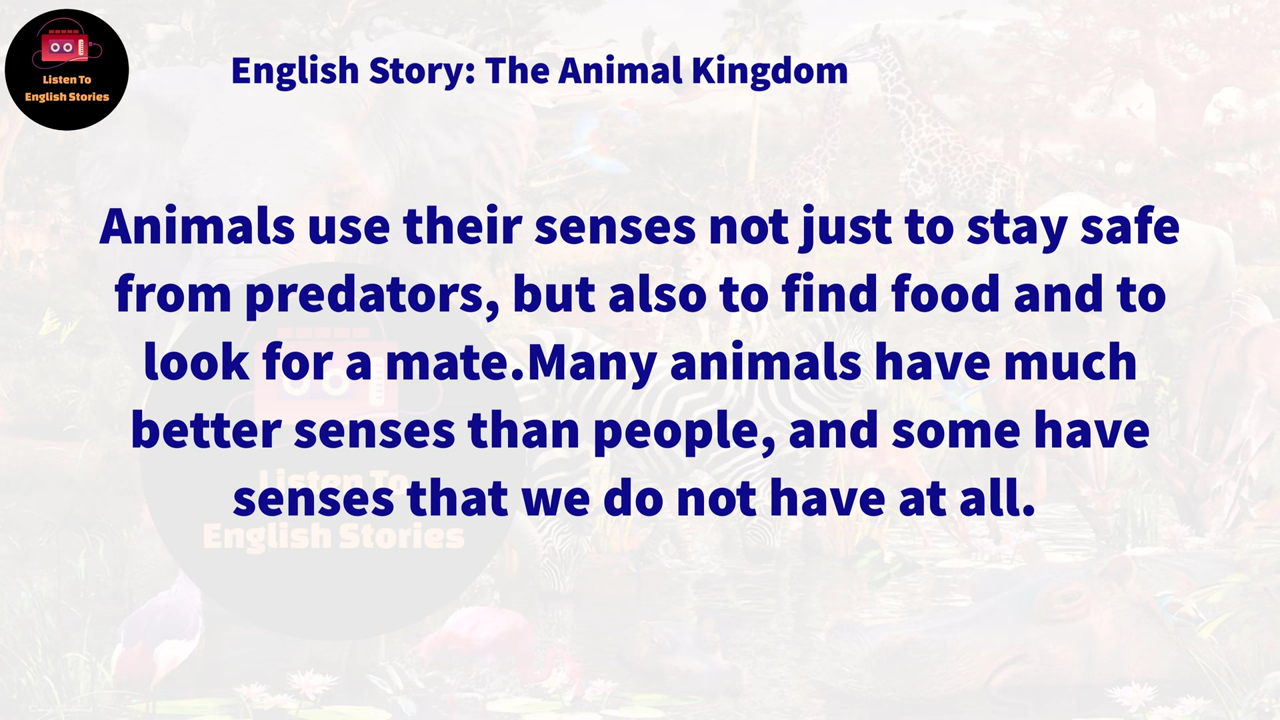 Listen To
English Stories
English Story: The Animal Kingdom
Animals use their senses not just to stay safe
from predators, but also to find food and to
look for a mate.Many animals have much
better senses than people, and some have
senses that we do not have at all.
Listen To
English Stories